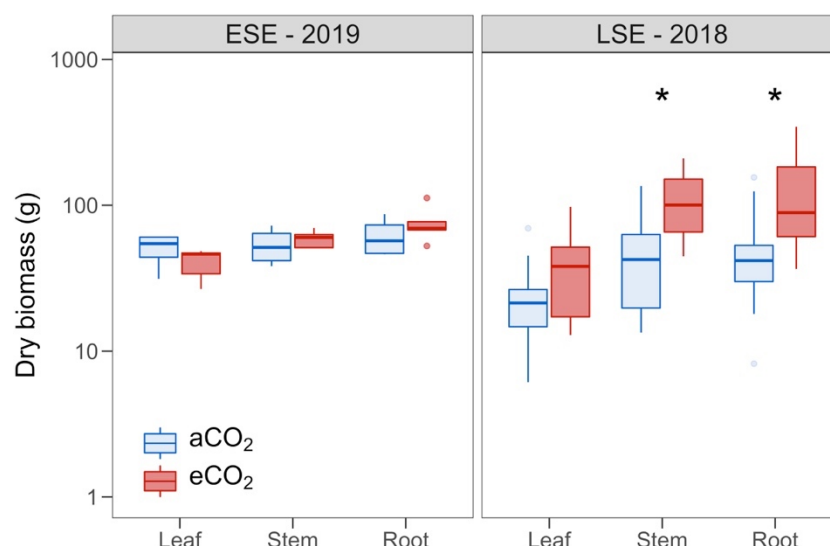 ESE - 2019
LSE - 2018
Dry biomass (g)
1000
100
10
1
*
*
aCO₂
eCO₂
Leaf Stem Root
Leaf Stem Root